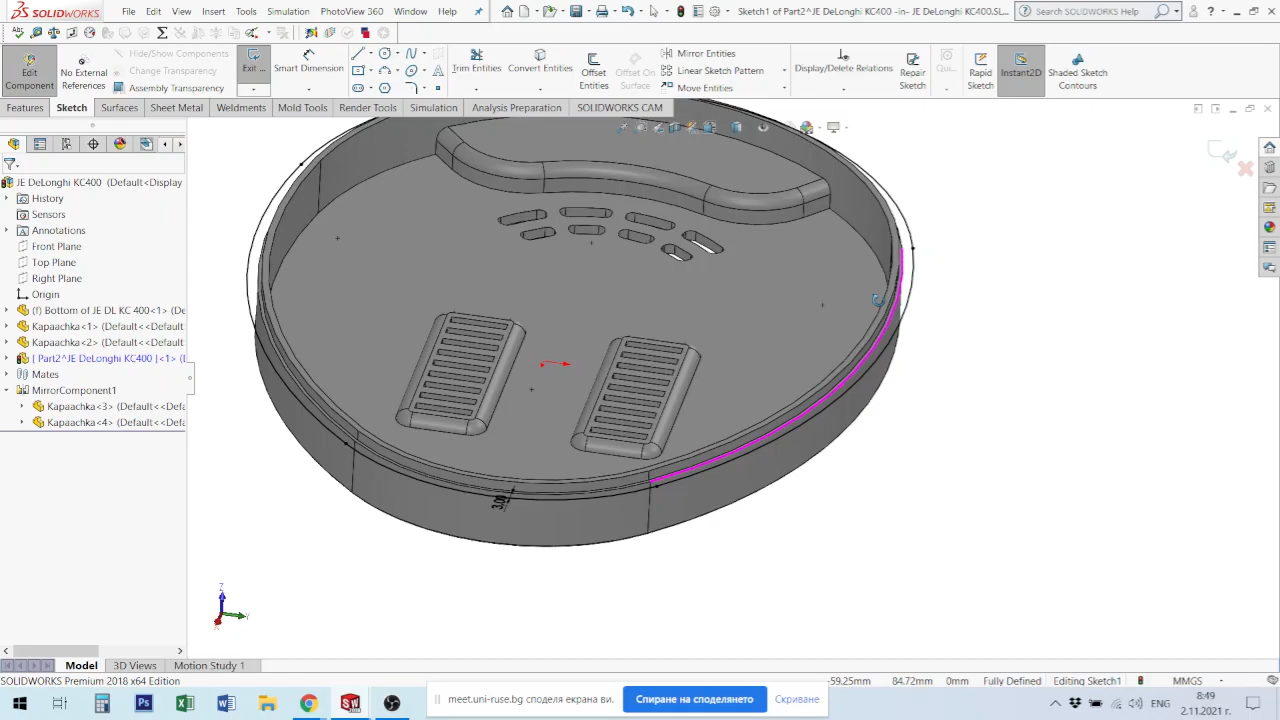 SOLIDWORKS
File Edit View Insert Tools Simulation PhotoView 360 Window Help
Sketch1 of Part2^JE DeLonghi KC400 -in- JE DeLonghi KC400.SL...
Search SOLIDWORKS Help
Edit Component
No External References
Hide/Show Components
Change Transparency
Assembly Transparency
Exit ...
Smart Dimension
Trim Entities
Convert Entities
Offset Entities
Offset On Surface
Mirror Entities
Linear Sketch Pattern
Move Entities
Display/Delete Relations
Repair Sketch
Qui...
Rapid Sketch
Instant2D
Shaded Sketch Contours
Features Sketch Surfaces Sheet Metal Weldments Mold Tools Render Tools Simulation Analysis Preparation SOLIDWORKS CAM
JE DeLonghi KC400 (Default<Display
History
Sensors
Annotations
Front Plane
Top Plane
Right Plane
Origin
(f) Bottom of JE DL KC 400<1> (
Kapaachka<1> (Default<<Default
Kapaachka<2> (Default<<Default
[ Part2^JE DeLonghi KC400 ]<1> (D
Mates
MirrorComponent1
Kapaachka<3> (Default<<Defa
Kapaachka<4> (Default<<Defa
3.00
Z
Y
X
Model 3D Views Motion Study 1
SOLIDWORKS Premium 2018 x64 Edition
-59.25mm 84.72mm 0mm Fully Defined Editing Sketch1 MMGS
meet.uni-ruse.bg споделя екрана ви. Спиране на споделянето Скриване
ENG
8:49
2.11.2021 г.